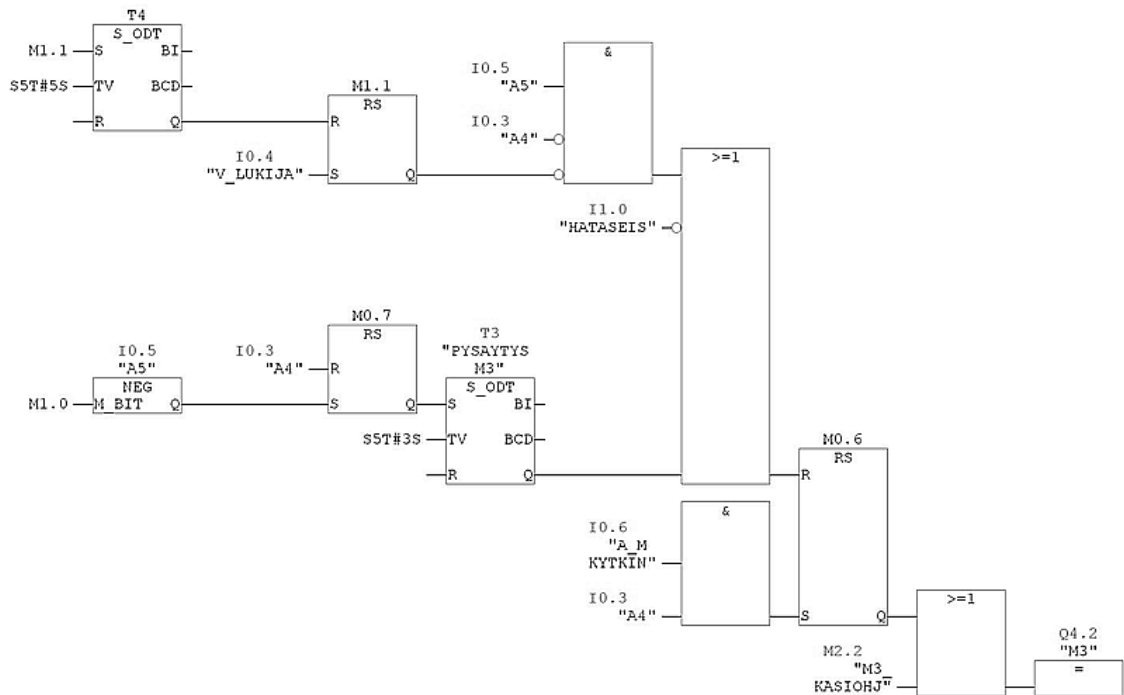 T4
S_ODT
M1.1 S BI
S5T#5S TV BCD
R Q
M1.1
RS
R
I0.4
"V_LUKIJA" S Q
&
I0.5
"A5"
I0.3
"A4"
>=1
I1.0
"HATASEIS"
I0.5
"A5"
NEG
M1.0 M_BIT Q
M0.7
RS
I0.3
"A4" R
S Q
T3
"PYSAYTYS
M3"
S_ODT
S BI
S5T#3S TV BCD
R Q
M0.6
RS
R
&
I0.6
"A_M
KYTKIN"
I0.3
"A4"
S Q
>=1
M2.2
"M3_
KASIOHJ"
Q4.2
"M3"
=